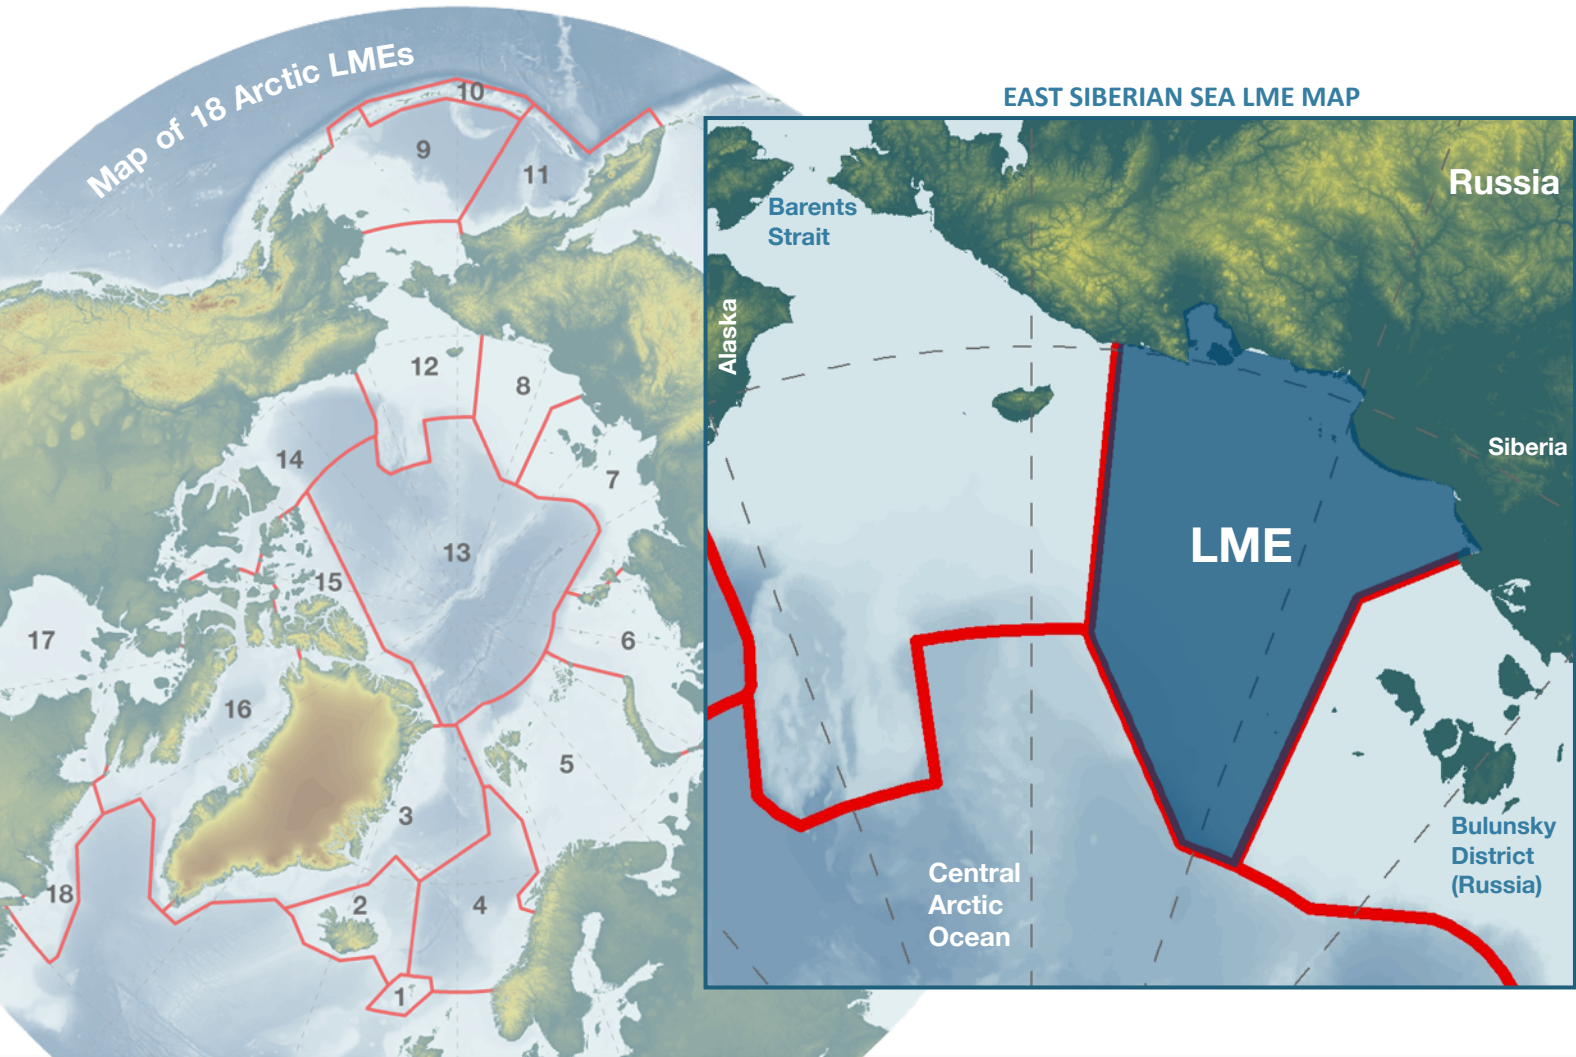 Map of 18 Arctic LMEs
10
9
11
12
8
14
7
13
15
17
6
16
5
3
18
2
4
1
EAST SIBERIAN SEA LME MAP
Russia
Barents
Strait
Alaska
Siberia
LME
Bulunsky
District
(Russia)
Central
Arctic
Ocean